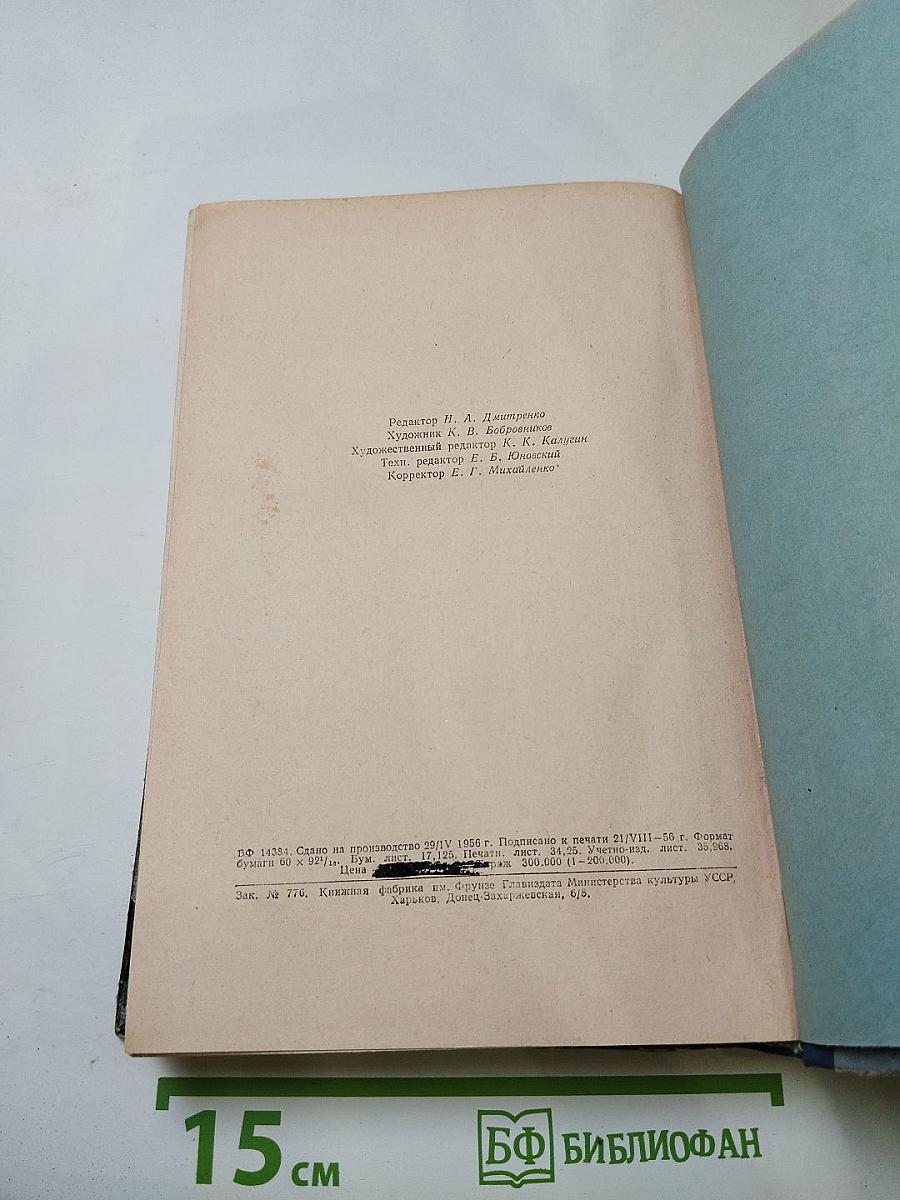 Редактор Н. А. Дмитренко
Художник К. В. Бобровников
Художественный редактор К. К. Калугин
Техн. редактор Е. Б. Юновский
Корректор Е. Г. Михайленко
БФ 14384. Сдано на производство 29/IV 1956 г. Подписано к печати 21/VIII—56 г. Формат
бумаги 60 × 92¹/₁₆. Бум. лист. 17,125. Печатн. лист. 34,25. Учетно-изд. лист. 35,968.
Цена 300.000 (1—200,000).
Зак. № 776. Книжная фабрика им. Фрунзе Главиздата Министерства культуры УССР,
Харьков, Донец-Захаржевская, 6/8.
15 см
БФ БИБЛИОФАН